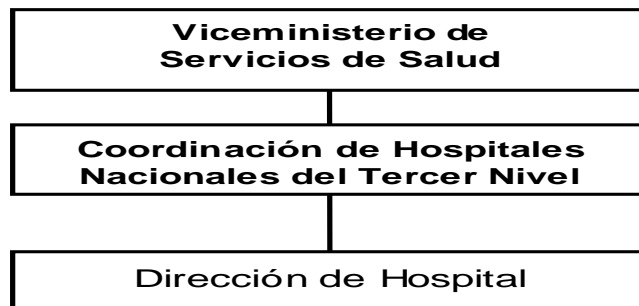 Viceministerio de
Servicios de Salud
Coordinación de Hospitales
Nacionales del Tercer Nivel
Dirección de Hospital